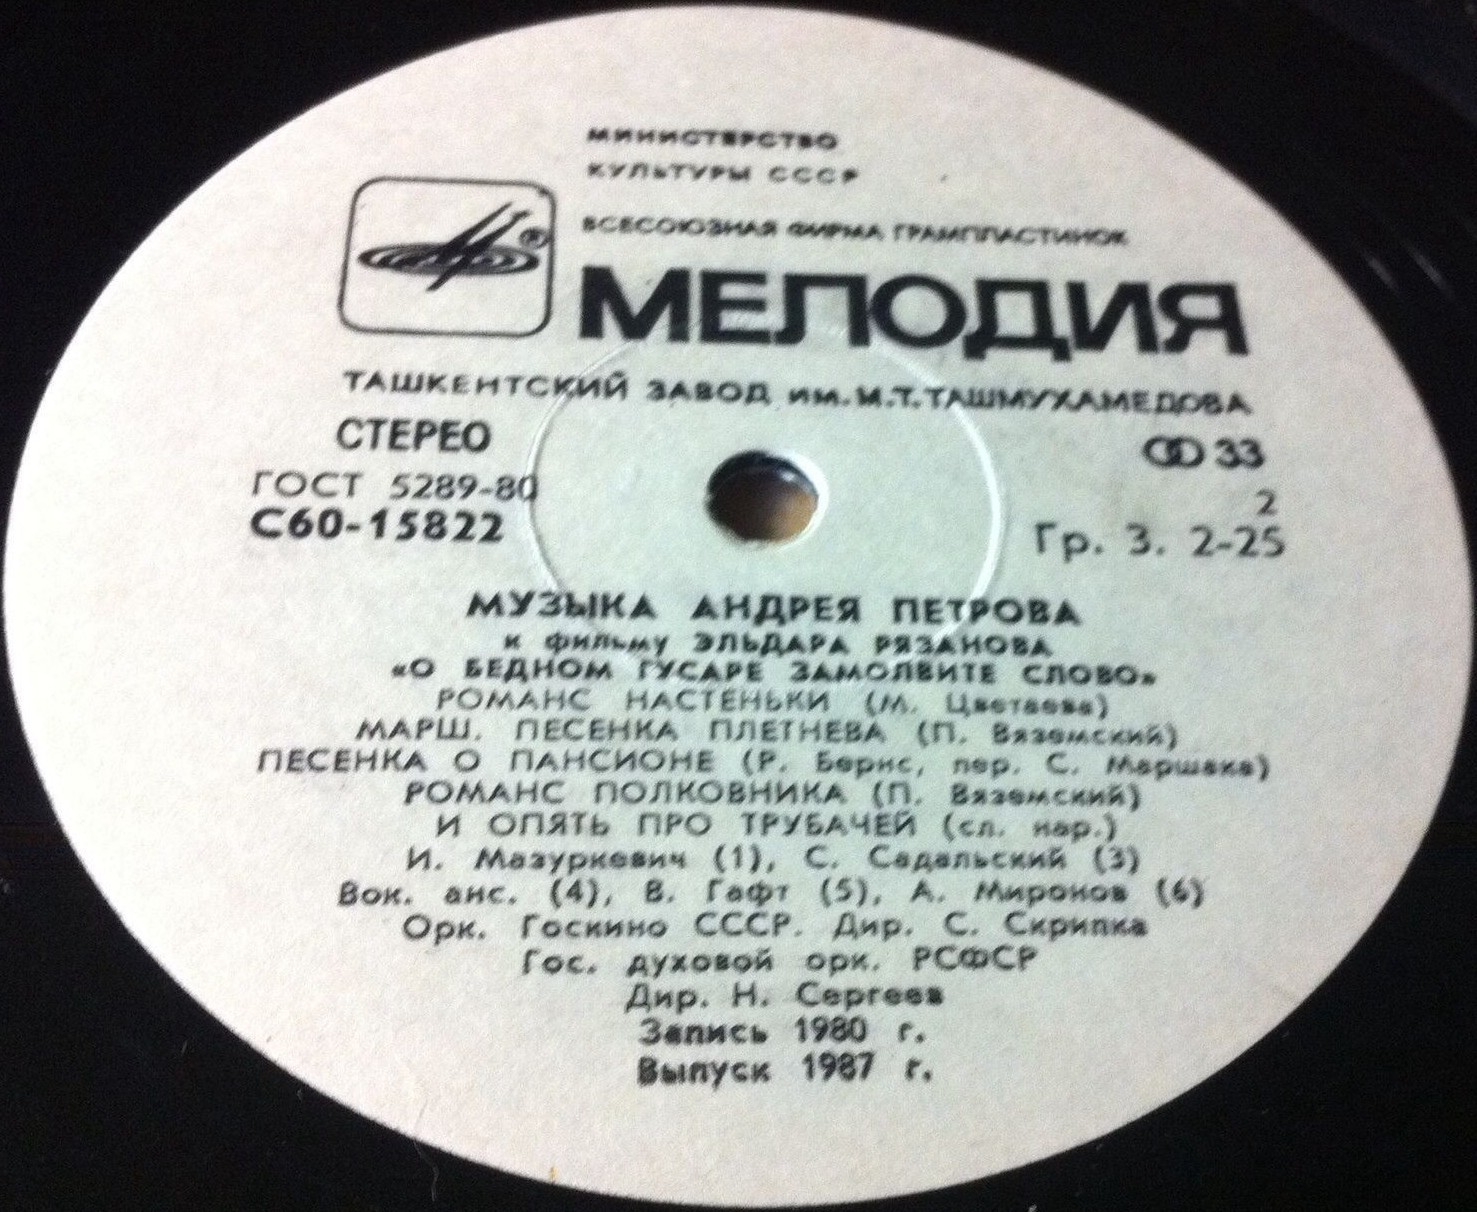 МИНИСТЕРСТВО
КУЛЬТУРЫ СССР
ВСЕСОЮЗНАЯ ФИРМА ГРАМПЛАСТИНОК
®
МЕЛОДИЯ
ТАШКЕНТСКИЙ ЗАВОД им. М.Т. ТАШМУХАМЕДОВА
СТЕРЕО 33
ГОСТ 5289-80 2
С60-15822 Гр. 3. 2-25
МУЗЫКА АНДРЕЯ ПЕТРОВА
к фильму ЭЛЬДАРА РЯЗАНОВА
«О БЕДНОМ ГУСАРЕ ЗАМОЛВИТЕ СЛОВО»
РОМАНС НАСТЕНЬКИ (М. Цветаева)
МАРШ. ПЕСЕНКА ПЛЕТНЕВА (П. Вяземский)
ПЕСЕНКА О ПАНСИОНЕ (Р. Бернс, пер. С. Маршака)
РОМАНС ПОЛКОВНИКА (П. Вяземский)
И ОПЯТЬ ПРО ТРУБАЧЕЙ (сл. нар.)
И. Мазуркевич (1), С. Садальский (3)
Вок. анс. (4), В. Гафт (5), А. Миронов (6)
Орк. Госкино СССР. Дир. С. Скрипка
Гос. духовой орк. РСФСР
Дир. Н. Сергеев
Запись 1980 г.
Выпуск 1987 г.